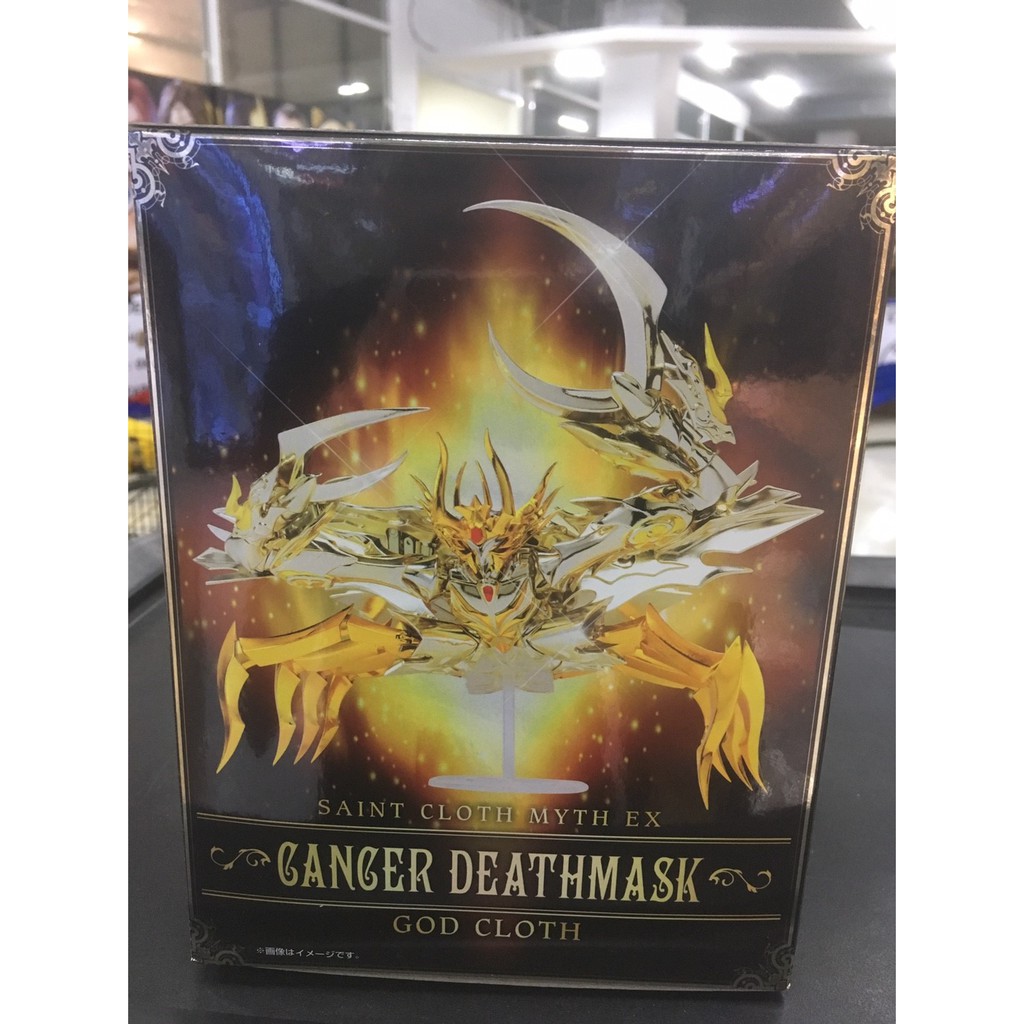 SAINT CLOTH MYTH EX
CANCER DEATHMASK
GOD CLOTH
※画像はイメージです。